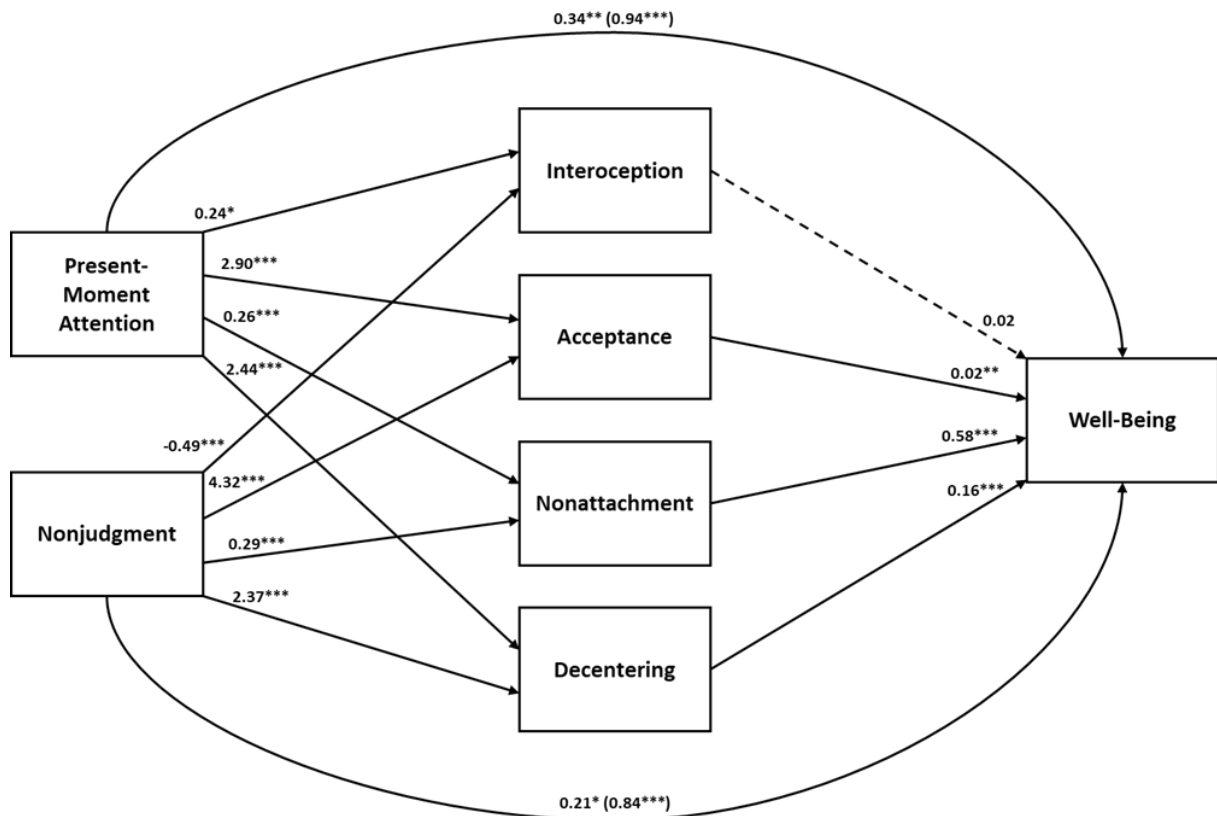 0.34** (0.94***)
Interoception
0.24*
Present-
Moment
Attention
2.90***
0.26***
2.44***
Acceptance
0.02
0.02**
Well-Being
-0.49***
4.32***
Nonjudgment
0.29***
2.37***
Nonattachment
0.58***
0.16***
Decentering
0.21* (0.84***)